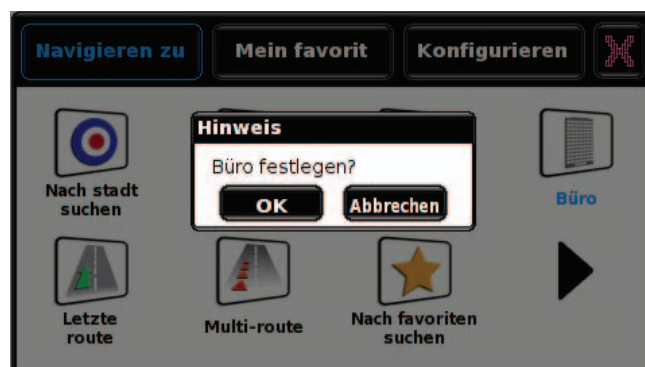 Navigieren zu
Mein favorit
Konfigurieren
Hinweis
Büro festlegen?
OK
Abbrechen
Nach stadt
suchen
Büro
Letzte
route
Multi-route
Nach favoriten
suchen